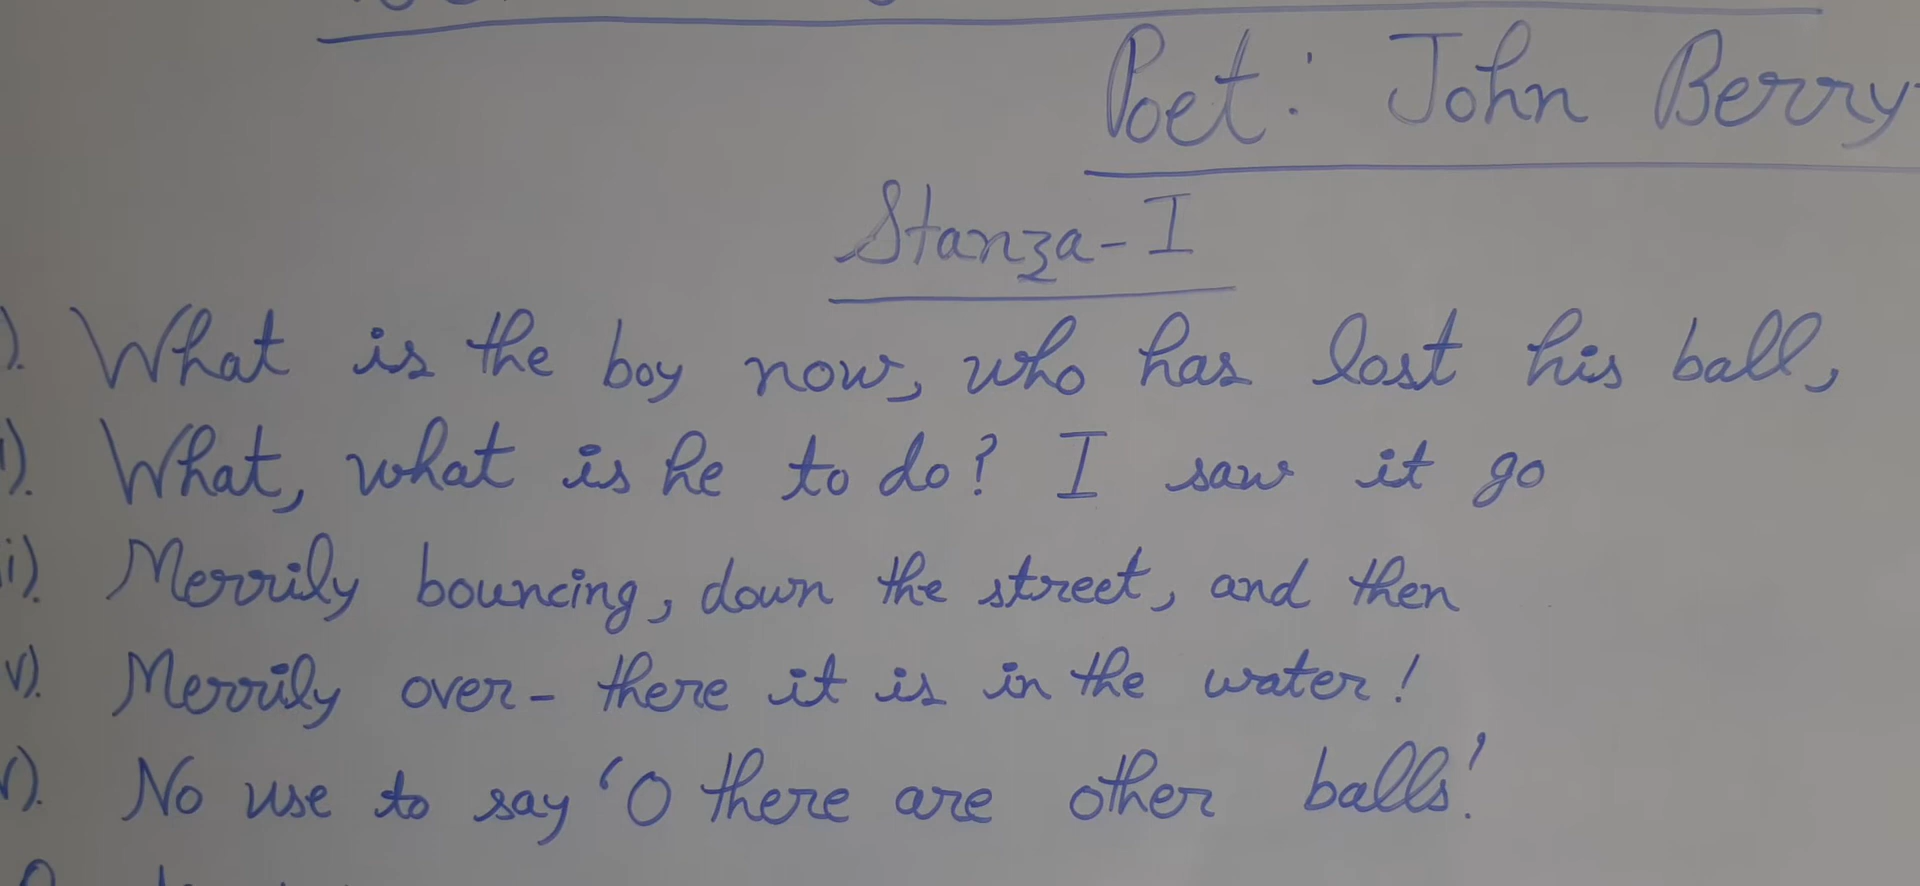 Poet: John Berry
Stanza-I
). What is the boy now, who has lost his ball,
). What, what is he to do? I saw it go
i). Merrily bouncing, down the street, and then
v). Merrily over- there it is in the water!
). No use to say 'O there are other balls'.